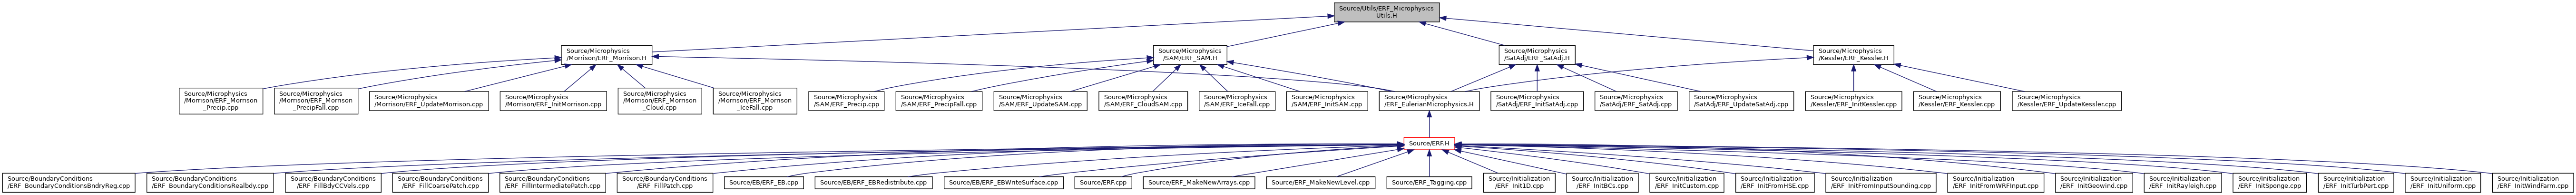 Source/Utils/ERF_Microphysics
Utils.H
Source/Microphysics
/Morrison/ERF_Morrison.H
Source/Microphysics
/SAM/ERF_SAM.H
Source/Microphysics
/SatAdj/ERF_SatAdj.H
Source/Microphysics
/Kessler/ERF_Kessler.H
Source/Microphysics
/Morrison/ERF_Morrison
_Precip.cpp
Source/Microphysics
/Morrison/ERF_Morrison
_PrecipFall.cpp
Source/Microphysics
/Morrison/ERF_UpdateMorrison.cpp
Source/Microphysics
/Morrison/ERF_InitMorrison.cpp
Source/Microphysics
/Morrison/ERF_Morrison
_Cloud.cpp
Source/Microphysics
/Morrison/ERF_Morrison
_IceFall.cpp
Source/Microphysics
/SAM/ERF_Precip.cpp
Source/Microphysics
/SAM/ERF_PrecipFall.cpp
Source/Microphysics
/SAM/ERF_UpdateSAM.cpp
Source/Microphysics
/SAM/ERF_CloudSAM.cpp
Source/Microphysics
/SAM/ERF_IceFall.cpp
Source/Microphysics
/SAM/ERF_InitSAM.cpp
Source/Microphysics
/ERF_EulerianMicrophysics.H
Source/Microphysics
/SatAdj/ERF_InitSatAdj.cpp
Source/Microphysics
/SatAdj/ERF_SatAdj.cpp
Source/Microphysics
/SatAdj/ERF_UpdateSatAdj.cpp
Source/Microphysics
/Kessler/ERF_InitKessler.cpp
Source/Microphysics
/Kessler/ERF_Kessler.cpp
Source/Microphysics
/Kessler/ERF_UpdateKessler.cpp
Source/ERF.H
Source/BoundaryConditions
/ERF_BoundaryConditionsBndryReg.cpp
Source/BoundaryConditions
/ERF_BoundaryConditionsRealbdy.cpp
Source/BoundaryConditions
/ERF_FillBdyCCVels.cpp
Source/BoundaryConditions
/ERF_FillCoarsePatch.cpp
Source/BoundaryConditions
/ERF_FillIntermediatePatch.cpp
Source/BoundaryConditions
/ERF_FillPatch.cpp
Source/EB/ERF_EB.cpp
Source/EB/ERF_EBRedistribute.cpp
Source/EB/ERF_EBWriteSurface.cpp
Source/ERF.cpp
Source/ERF_MakeNewArrays.cpp
Source/ERF_MakeNewLevel.cpp
Source/ERF_Tagging.cpp
Source/Initialization
/ERF_Init1D.cpp
Source/Initialization
/ERF_InitBCs.cpp
Source/Initialization
/ERF_InitCustom.cpp
Source/Initialization
/ERF_InitFromHSE.cpp
Source/Initialization
/ERF_InitFromInputSounding.cpp
Source/Initialization
/ERF_InitFromWRFInput.cpp
Source/Initialization
/ERF_InitGeowind.cpp
Source/Initialization
/ERF_InitRayleigh.cpp
Source/Initialization
/ERF_InitSponge.cpp
Source/Initialization
/ERF_InitTurbPert.cpp
Source/Initialization
/ERF_InitUniform.cpp
Source/Initialization
/ERF_InitWindFarm.cpp